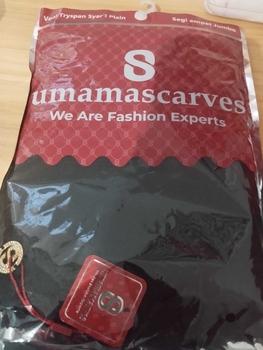 Voal Tryspan Syar'i Plain
Segi empat Jumbo
S
umamascarves
We Are Fashion Experts
S